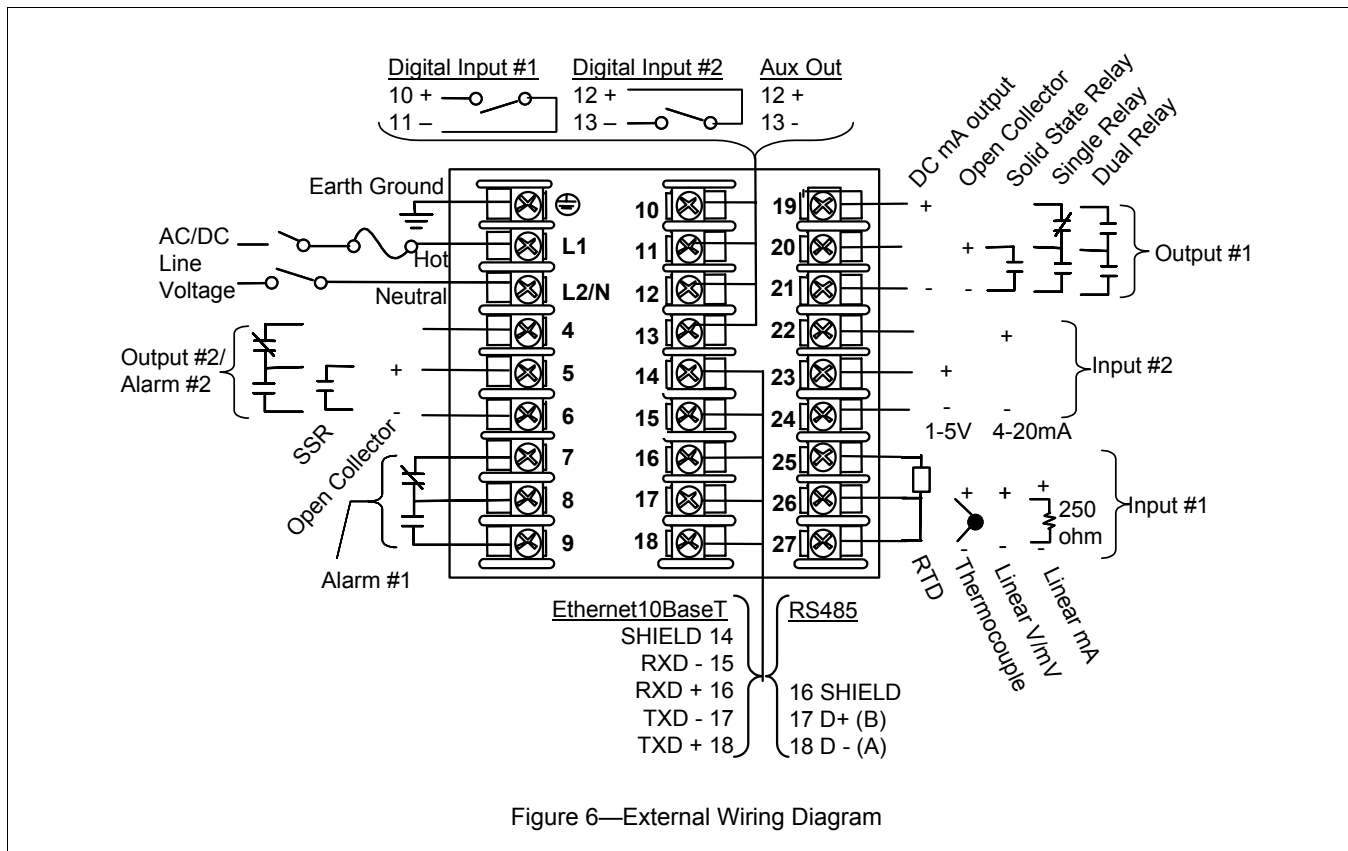 Digital Input #1
10 +
11 –
Digital Input #2
12 +
13 –
Aux Out
12 +
13 -
DC mA output
Open Collector
Solid State Relay
Single Relay
Dual Relay
Earth Ground
AC/DC
Line
Voltage
Hot
Neutral
L1
L2/N
4
5
6
7
8
9
10
11
12
13
14
15
16
17
18
19
20
21
22
23
24
25
26
27
Output #2/
Alarm #2
SSR
Open Collector
+
-
Alarm #1
+
- 
+
-
Output #1
+
+
-
-
1-5V
4-20mA
Input #2
+
+
+
-
-
-
250
ohm
Input #1
RTD
Thermocouple
Linear V/mV
Linear mA
Ethernet10BaseT
SHIELD 14
RXD - 15
RXD + 16
TXD - 17
TXD + 18
RS485
16 SHIELD
17 D+ (B)
18 D - (A)
Figure 6—External Wiring Diagram